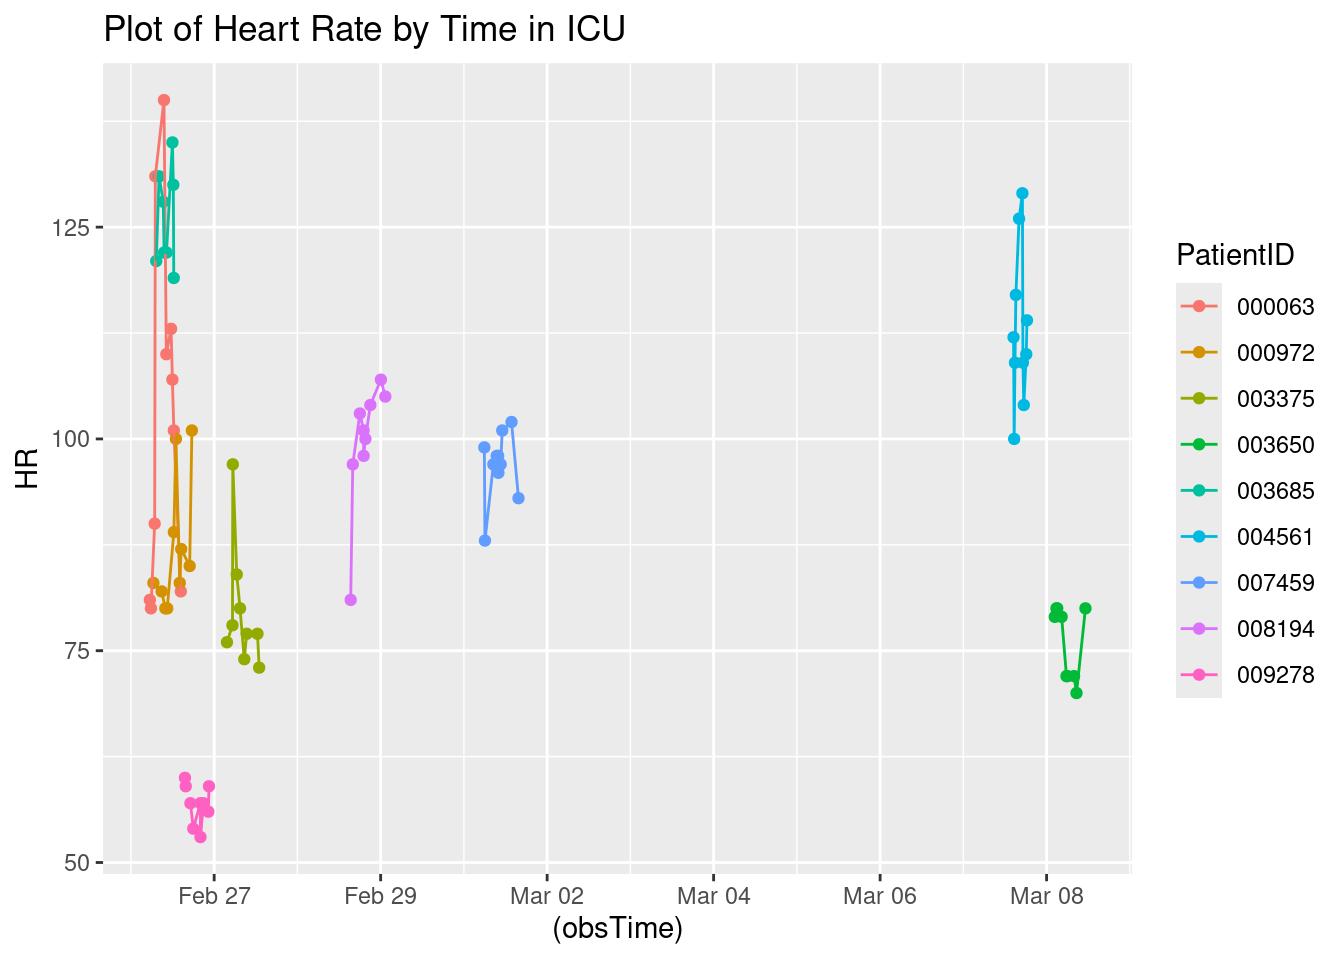 Plot of Heart Rate by Time in ICU
HR
125
100
75
50
Feb 27
Feb 29
Mar 02
Mar 04
Mar 06
Mar 08
(obsTime)
PatientID
000063
000972
003375
003650
003685
004561
007459
008194
009278